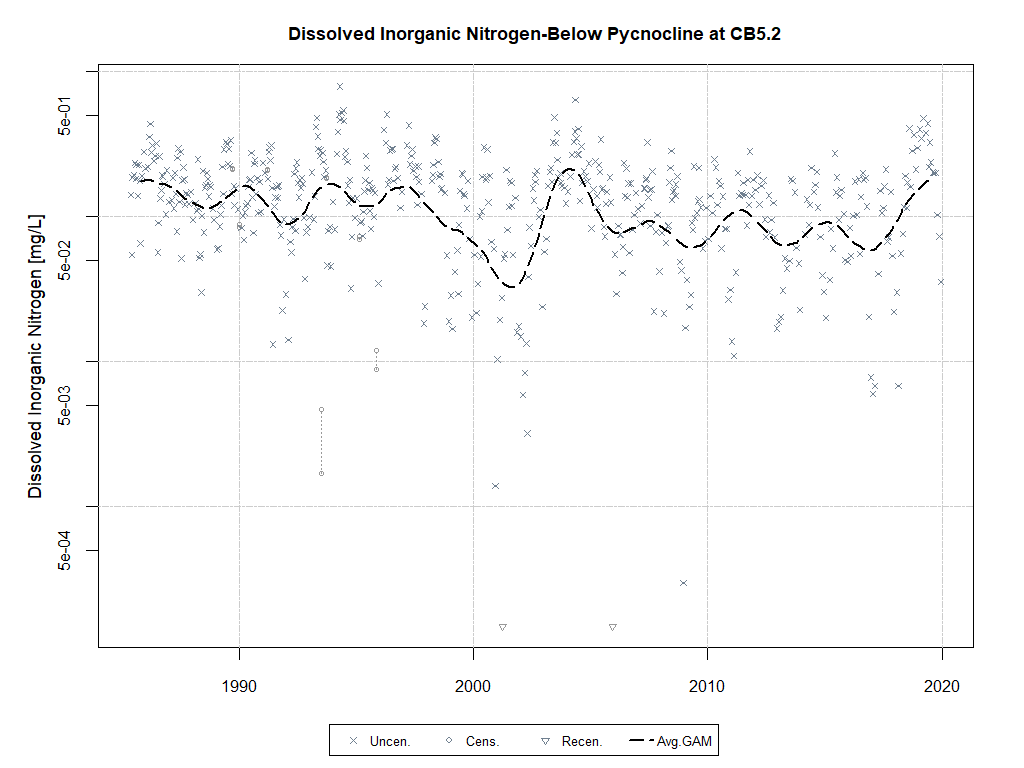 Dissolved Inorganic Nitrogen-Below Pycnocline at CB5.2
Dissolved Inorganic Nitrogen [mg/L]
5e-01
5e-02
5e-03
5e-04
1990 2000 2010 2020
Uncen. Cens. Recen. Avg.GAM